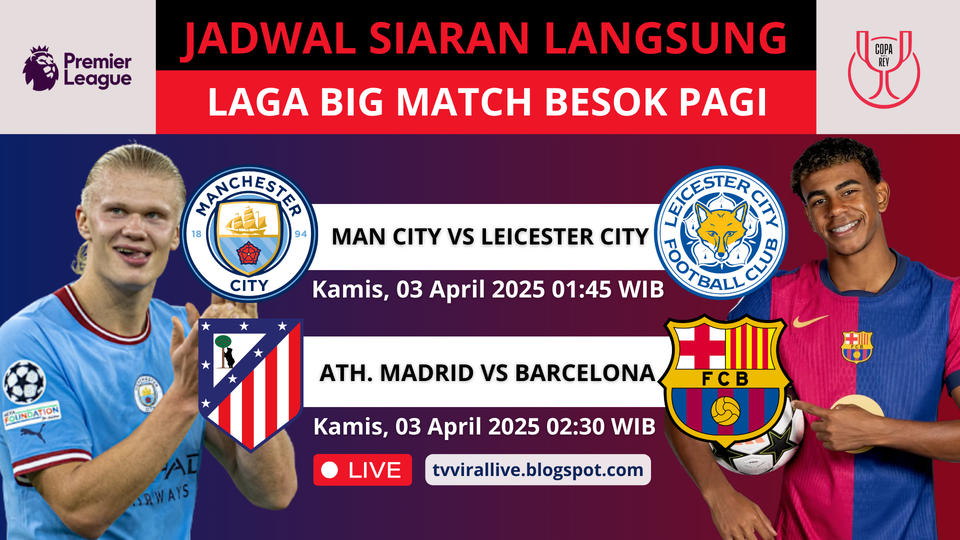 JADWAL SIARAN LANGSUNG
Premier
League
COPA
DEL
REY
LAGA BIG MATCH BESOK PAGI
MANCHESTER
18 94
CITY
MAN CITY VS LEICESTER CITY
LEICESTER CITY
FOOTBALL CLUB
Kamis, 03 April 2025 01:45 WIB
ATH. MADRID VS BARCELONA
FCB
Kamis, 03 April 2025 02:30 WIB
LIVE
tvvirallive.blogspot.com
FOUNDATION